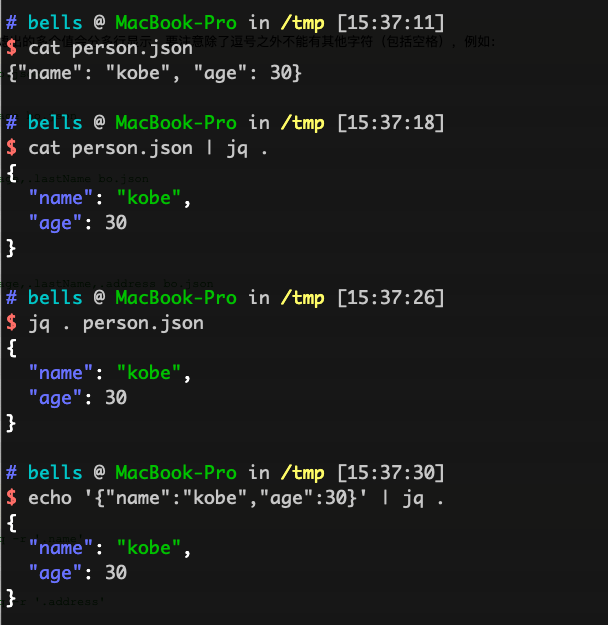 # bells @ MacBook-Pro in /tmp [15:37:11]
$ cat person.json
{"name": "kobe", "age": 30}
# bells @ MacBook-Pro in /tmp [15:37:18]
$ cat person.json | jq .
{
  "name": "kobe",
  "age": 30
}
# bells @ MacBook-Pro in /tmp [15:37:26]
$ jq . person.json
{
  "name": "kobe",
  "age": 30
}
# bells @ MacBook-Pro in /tmp [15:37:30]
$ echo '{"name":"kobe","age":30}' | jq .
{
  "name": "kobe",
  "age": 30
}